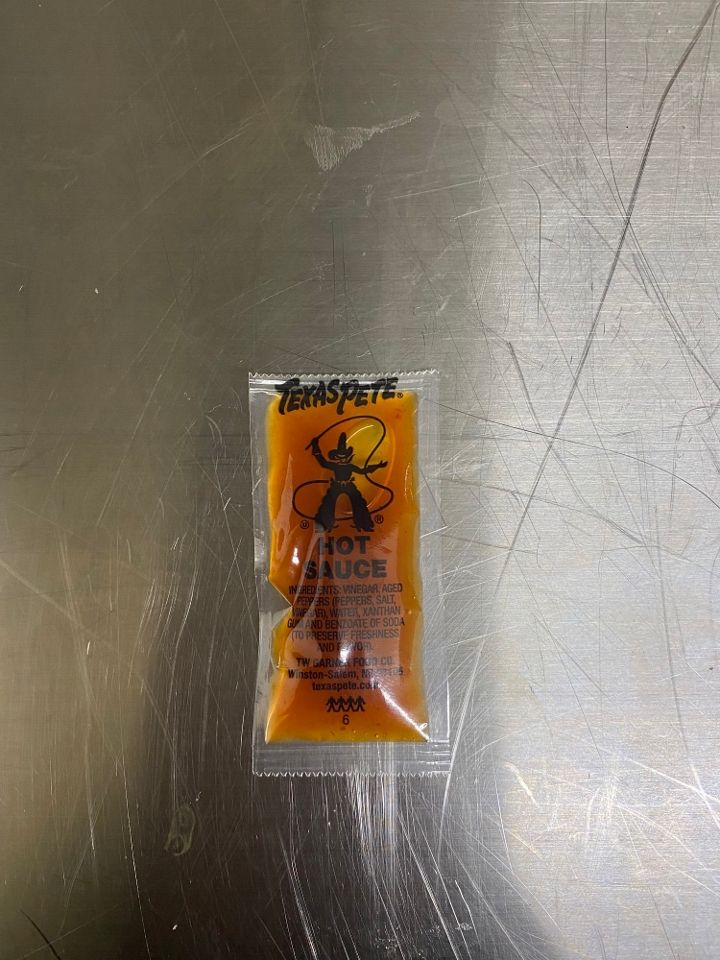 TEXAS PETE®
Ⓤ ®
HOT
SAUCE
INGREDIENTS: VINEGAR, AGED
PEPPERS (PEPPERS, SALT,
VINEGAR), WATER, XANTHAN
GUM AND BENZOATE OF SODA
(TO PRESERVE FRESHNESS
AND FLAVOR).
TW GARNER FOOD CO.
Winston-Salem, NC
texaspete.com
6